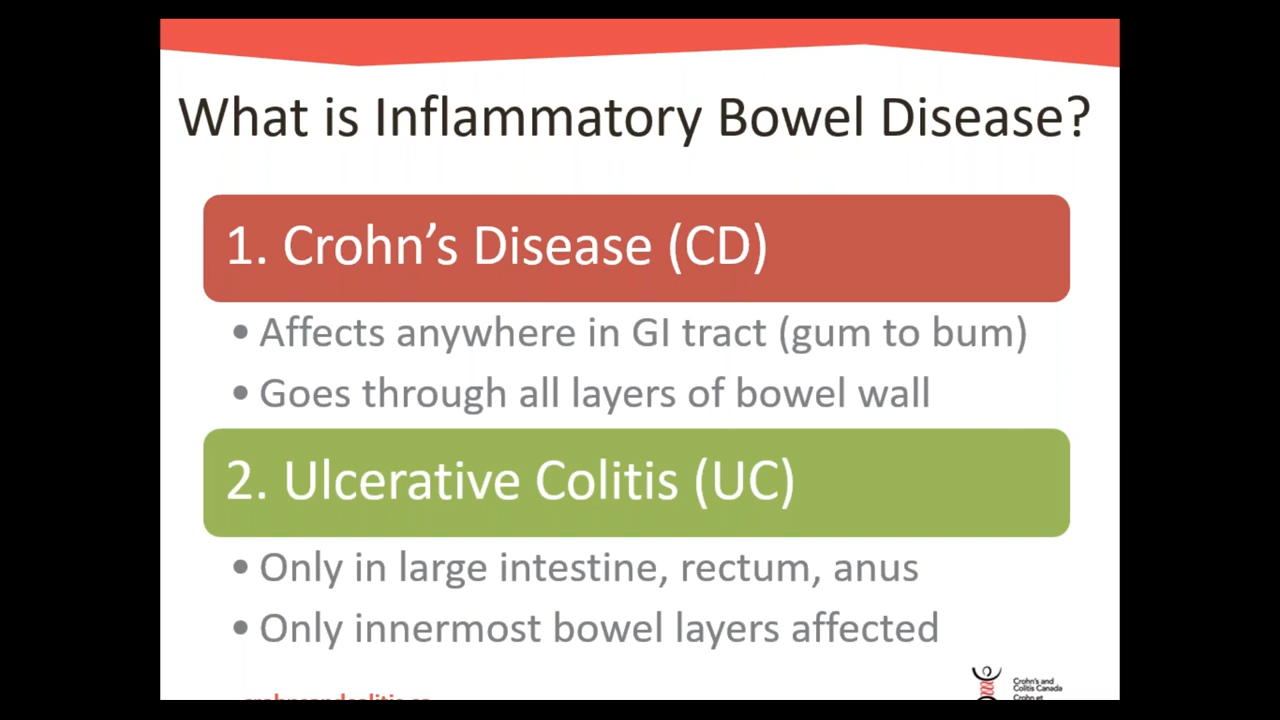 What is Inflammatory Bowel Disease?
1. Crohn’s Disease (CD)
• Affects anywhere in GI tract (gum to bum)
• Goes through all layers of bowel wall
2. Ulcerative Colitis (UC)
• Only in large intestine, rectum, anus
• Only innermost bowel layers affected
Crohn's and
Colitis Canada
Crohn et